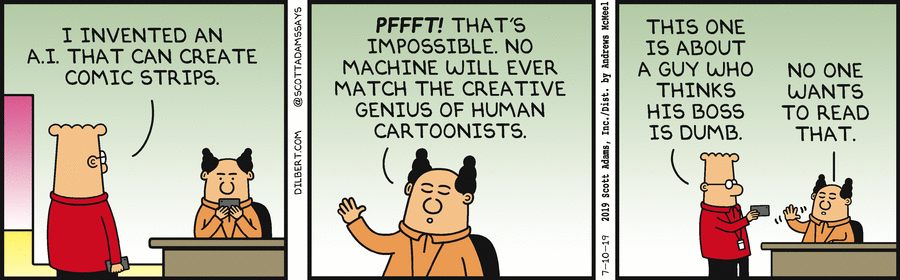 I INVENTED AN
A.I. THAT CAN CREATE
COMIC STRIPS.
DILBERT.COM @SCOTTADAMSSAYS
PFFFT! THAT'S
IMPOSSIBLE. NO
MACHINE WILL EVER
MATCH THE CREATIVE
GENIUS OF HUMAN
CARTOONISTS.
7-10-19 2019 Scott Adams, Inc./Dist. by Andrews McMeel
THIS ONE
IS ABOUT
A GUY WHO
THINKS
HIS BOSS
IS DUMB.
NO ONE
WANTS
TO READ
THAT.